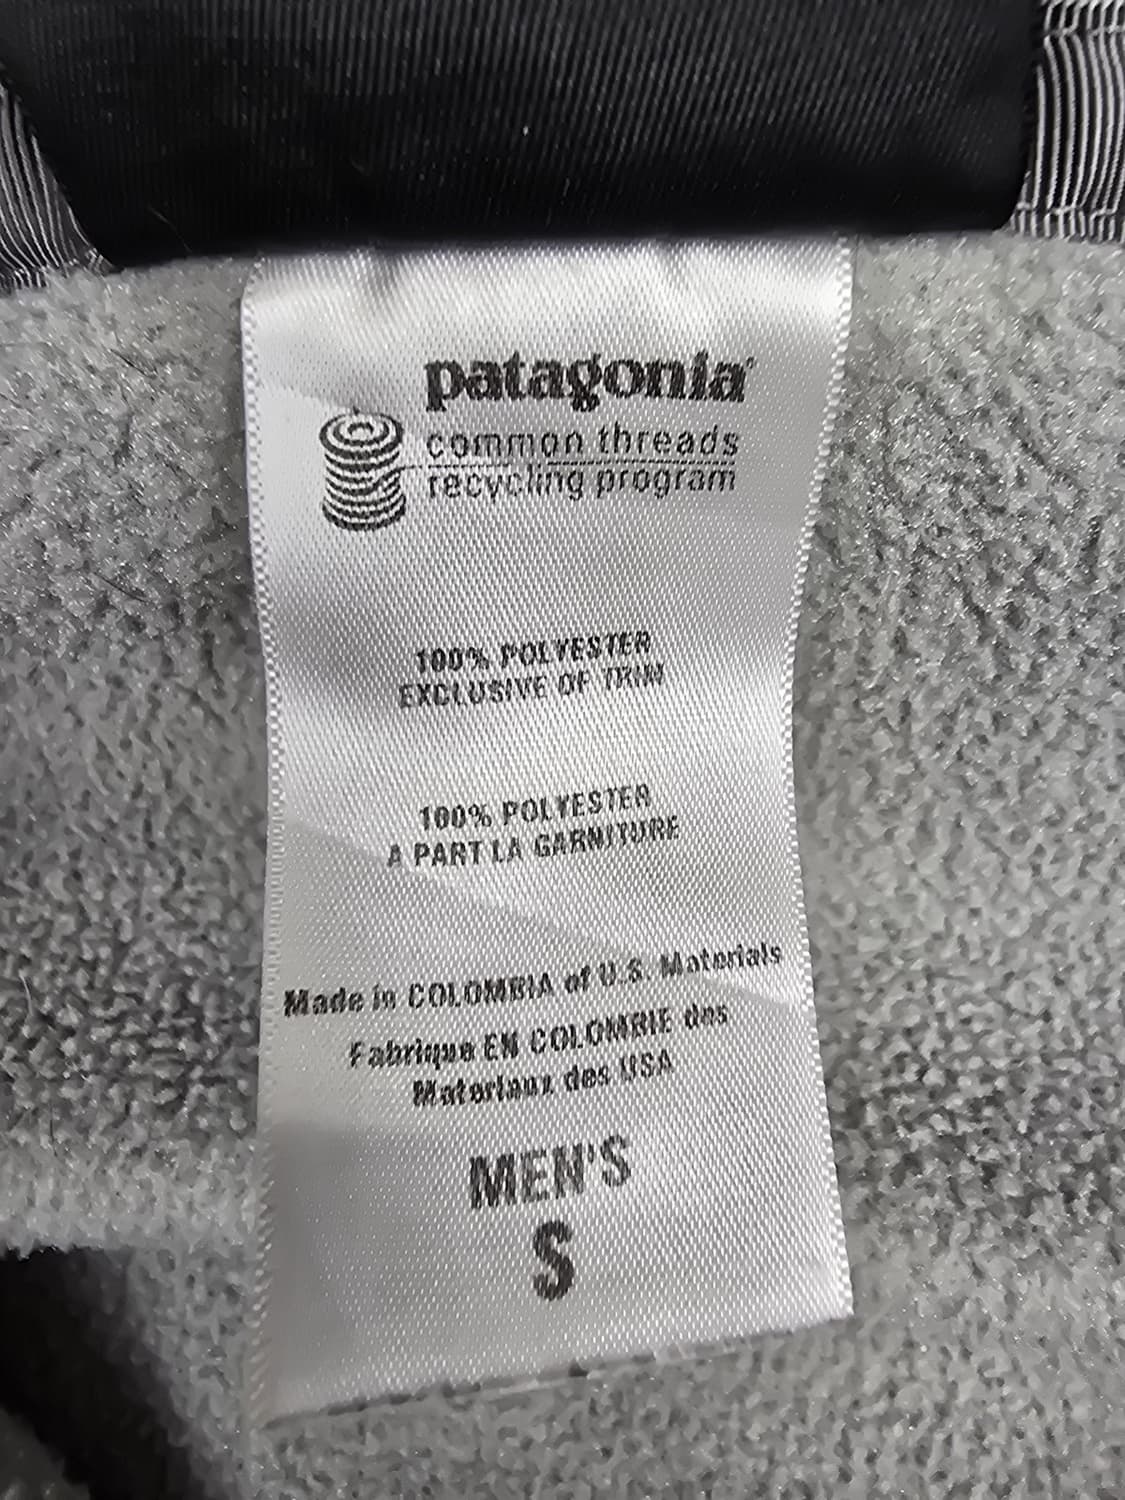 patagonia®
common threads
recycling program
100% POLYESTER
EXCLUSIVE OF TRIM
100% POLYESTER
A PART LA GARNITURE
Made in COLOMBIA of U.S. Materials
Fabrique EN COLOMBIE des
Materiaux des USA
MEN'S
S